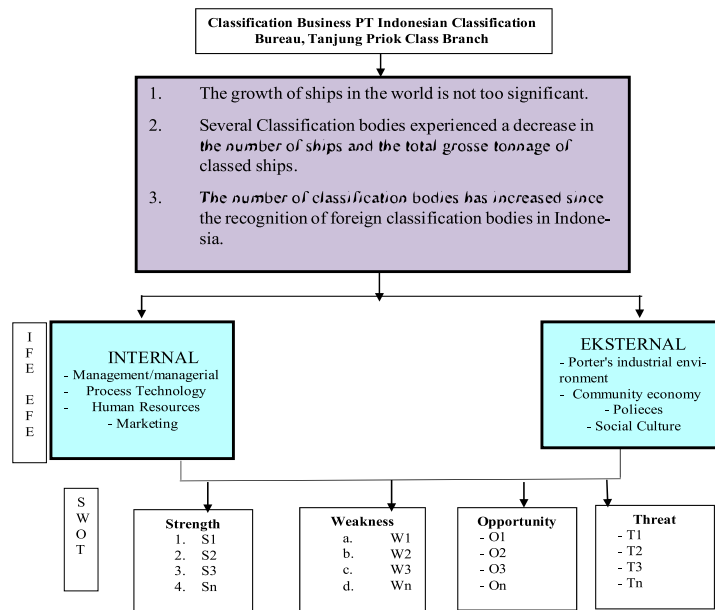 Classification Business PT Indonesian Classification
Bureau, Tanjung Priok Class Branch
1. The growth of ships in the world is not too significant.
2. Several Classification bodies experienced a decrease in
the number of ships and the total grosse tonnage of
classed ships.
3. The number of classification bodies has increased since
the recognition of foreign classification bodies in Indone-
sia.
I
F
E
E
F
E
INTERNAL
- Management/managerial
- Process Technology
- Human Resources
- Marketing
EKSTERNAL
- Porter's industrial envi-
ronment
- Community economy
- Polieces
- Social Culture
S
W
O
T
Strength
1. S1
2. S2
3. S3
4. Sn
Weakness
a. W1
b. W2
c. W3
d. Wn
Opportunity
- O1
- O2
- O3
- On
Threat
- T1
- T2
- T3
- Tn